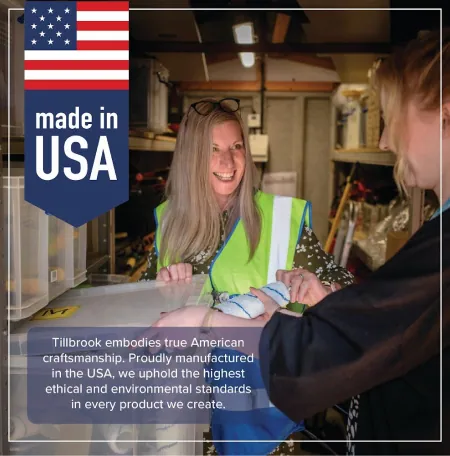 made in
USA
Tillbrook embodies true American
craftsmanship. Proudly manufactured
in the USA, we uphold the highest
ethical and environmental standards
in every product we create.